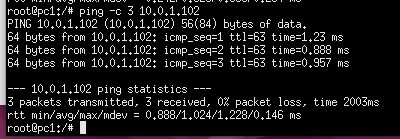 root@pc1:/# ping -c 3 10.0.1.102
PING 10.0.1.102 (10.0.1.102) 56(84) bytes of data.
64 bytes from 10.0.1.102: icmp_seq=1 ttl=63 time=1.23 ms
64 bytes from 10.0.1.102: icmp_seq=2 ttl=63 time=0.888 ms
64 bytes from 10.0.1.102: icmp_seq=3 ttl=63 time=0.957 ms

--- 10.0.1.102 ping statistics ---
3 packets transmitted, 3 received, 0% packet loss, time 2003ms
rtt min/avg/max/mdev = 0.888/1.024/1.228/0.146 ms
root@pc1:/#